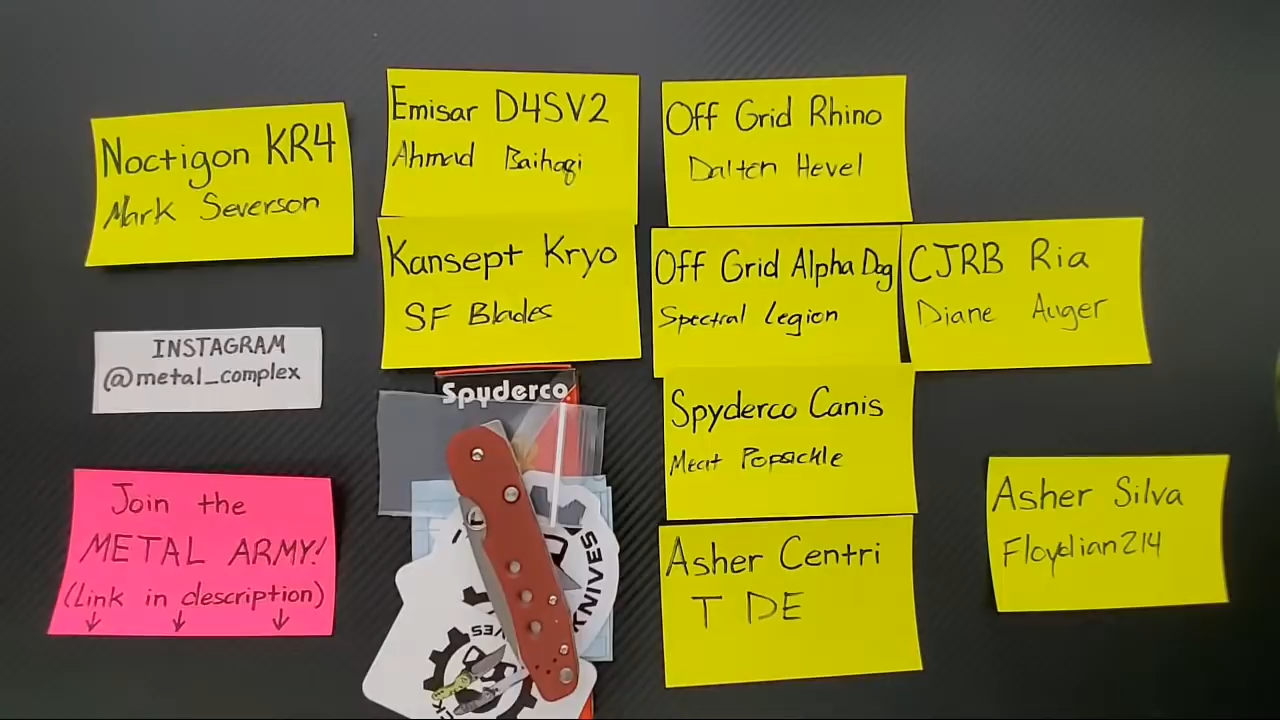 Noctigon KR4
Mark Severson
INSTAGRAM
@metal_complex
Join the
METAL ARMY!
(Link in description)
Emisar D4SV2
Ahmad Baihaqi
Kansept Kryo
SF Blades
Spyderco
KNIVES
Off Grid Rhino
Dalton Hevel
Off Grid Alpha Dog
Spectral Legion
CJRB Ria
Diane Auger
Spyderco Canis
Meat Popsickle
Asher Centri
T DE
Asher Silva
Floydian214